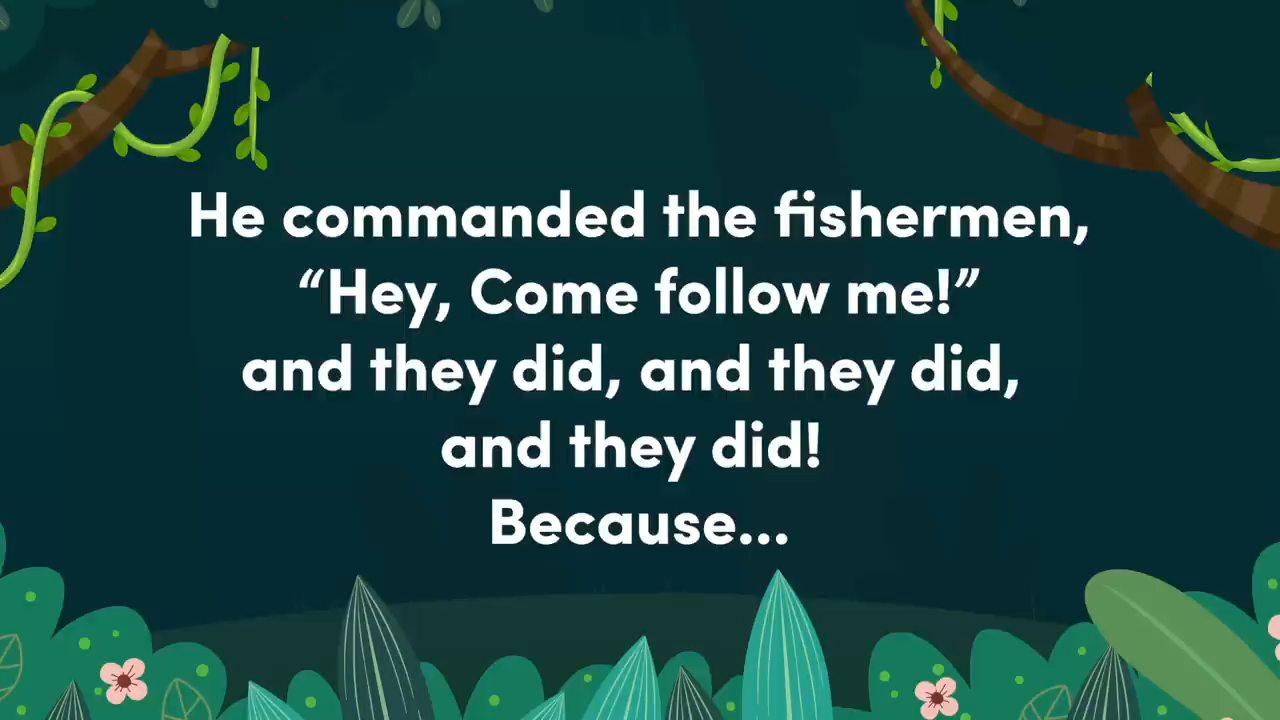 He commanded the fishermen,
“Hey, Come follow me!”
and they did, and they did,
and they did!
Because...